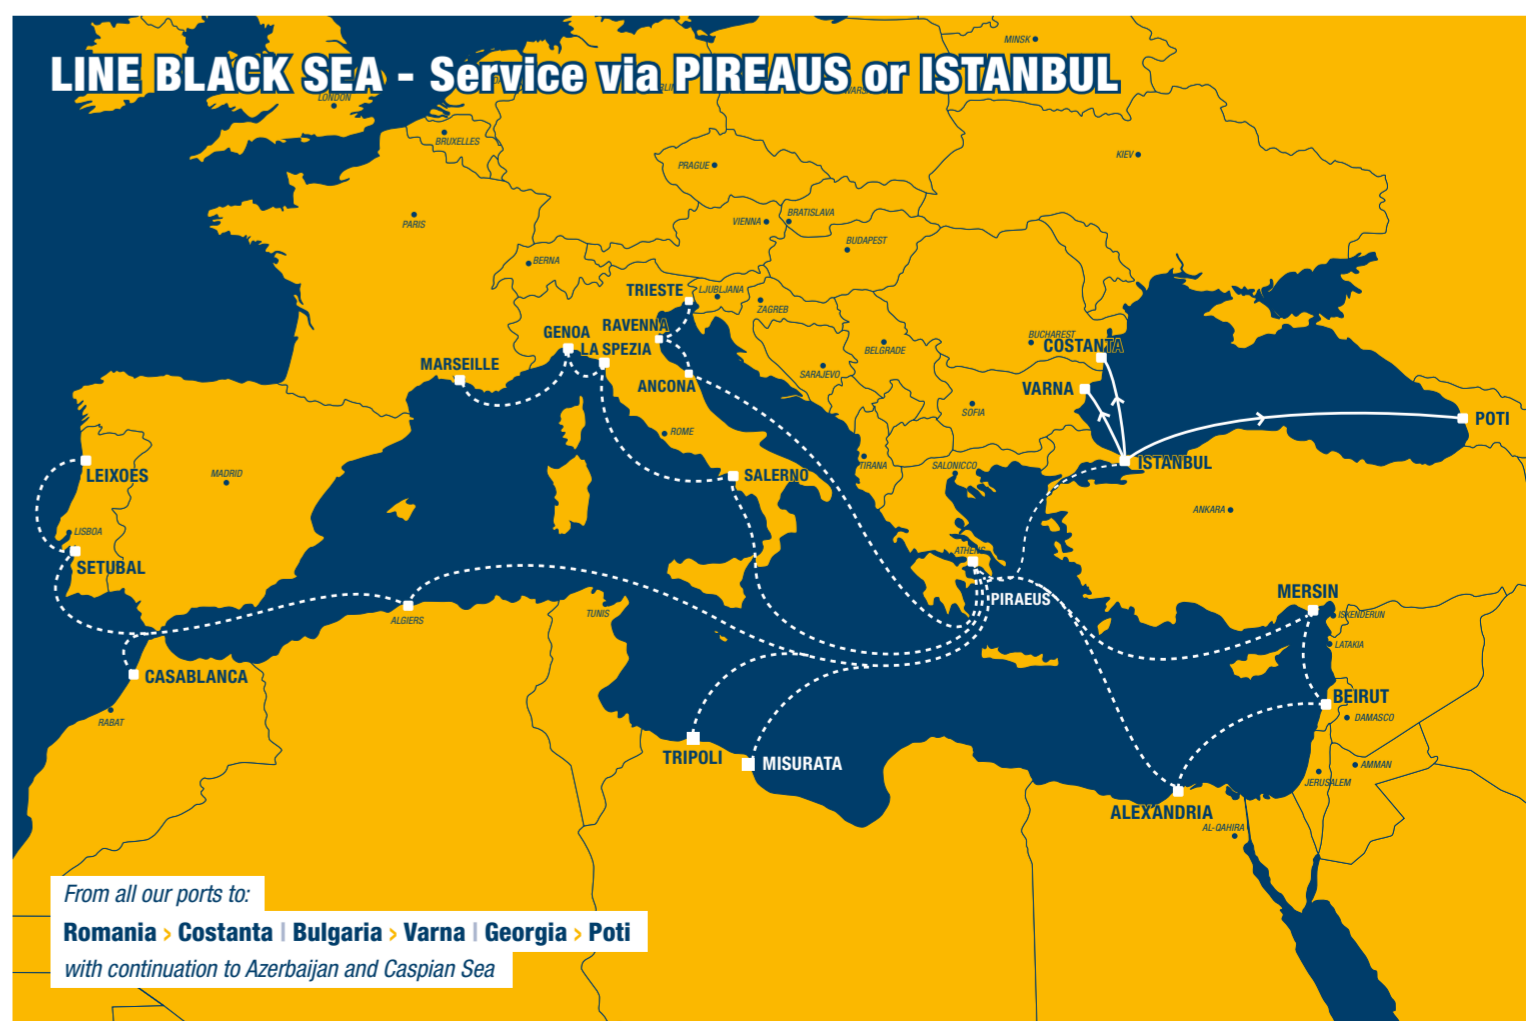 LINE BLACK SEA - Service via PIREAUS or ISTANBUL
MINSK
LONDON
BRUXELLES
KIEV
PRAGUE
PARIS
VIENNA
BRATISLAVA
BUDAPEST
BERNA
TRIESTE
LJUBLJANA
ZAGREB
GENOA
RAVENNA
LA SPEZIA
BUCHAREST
COSTANTA
BELGRADE
MARSEILLE
ANCONA
SARAJEVO
VARNA
SOFIA
POTI
ROME
LEIXOES
MADRID
SALERNO
TIRANA
SALONICCO
ISTANBUL
ANKARA
LISBOA
SETUBAL
ATHENS
PIRAEUS
MERSIN
ISKENDERUN
TUNIS
ALGIERS
LATAKIA
CASABLANCA
RABAT
BEIRUT
DAMASCO
TRIPOLI
MISURATA
AMMAN
JERUSALEM
ALEXANDRIA
AL-QAHIRA
From all our ports to:
Romania › Costanta | Bulgaria › Varna | Georgia › Poti
with continuation to Azerbaijan and Caspian Sea